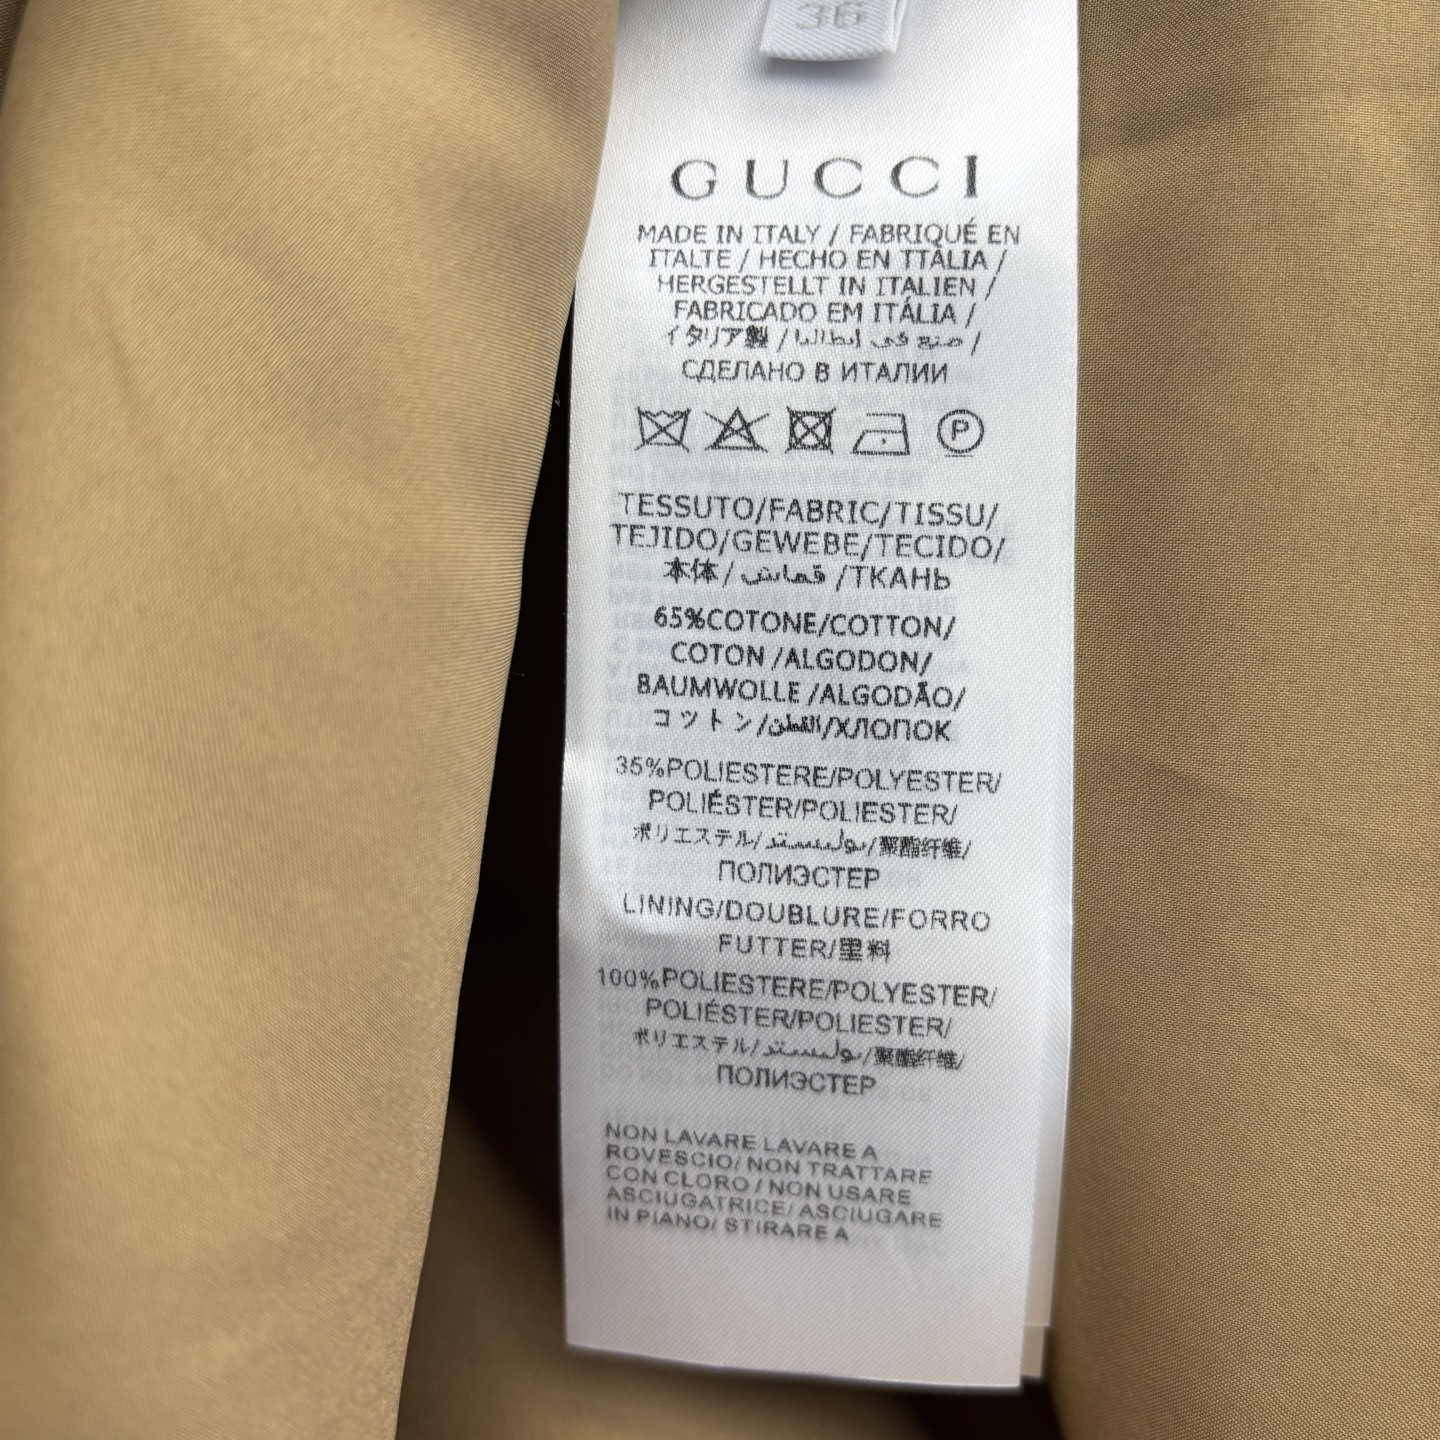 36
GUCCI
MADE IN ITALY / FABRIQUÉ EN
ITALTE / HECHO EN TTALIA /
HERGESTELLT IN ITALIEN /
FABRICADO EM ITÁLIA /
イタリア製 / صنع في إيطاليا /
СДЕЛАНО В ИТАЛИИ
P
TESSUTO/FABRIC/TISSU/
TEJIDO/GEWEBE/TECIDO/
本体/ قماش /ТКАНЬ
65%COTONE/COTTON/
COTON /ALGODON/
BAUMWOLLE /ALGODÃO/
コットン/القطن/ХЛОПОК
35%POLIESTERE/POLYESTER/
POLIÉSTER/POLIESTER/
ポリエステル/بوليستر/聚酯纤维/
ПОЛИЭСТЕР
LINING/DOUBLURE/FORRO
FUTTER/里料
100%POLIESTERE/POLYESTER/
POLIÉSTER/POLIESTER/
ポリエステル/بوليستر/聚酯纤维/
ПОЛИЭСТЕР
NON LAVARE LAVARE A
ROVESCIO/ NON TRATTARE
CON CLORO / NON USARE
ASCIUGATRICE/ ASCIUGARE
IN PIANO/ STIRARE A